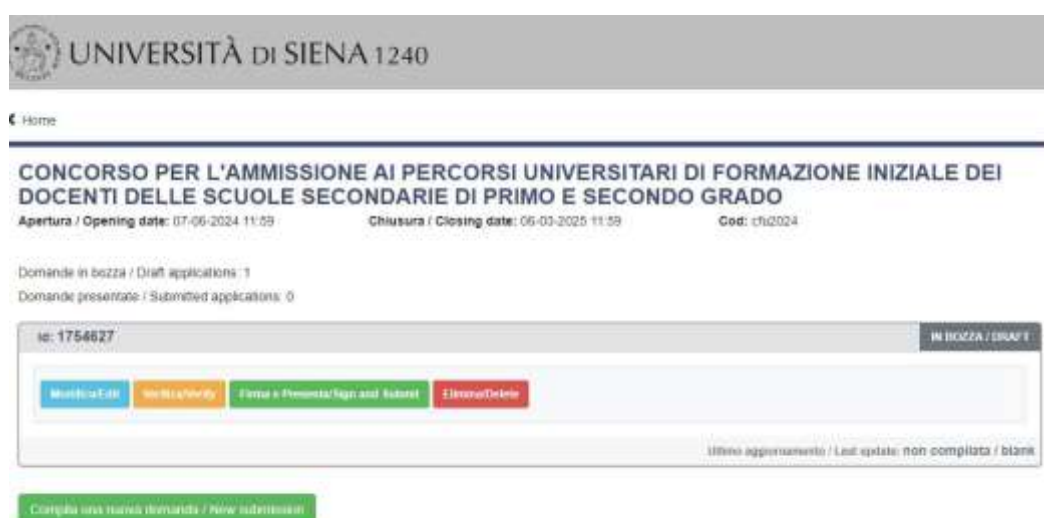 UNIVERSITÀ DI SIENA 1240
Home
CONCORSO PER L'AMMISSIONE AI PERCORSI UNIVERSITARI DI FORMAZIONE INIZIALE DEI
DOCENTI DELLE SCUOLE SECONDARIE DI PRIMO E SECONDO GRADO
Apertura / Opening date: 07-06-2024 11:59 Chiusura / Closing date: 06-03-2025 11:59 Cod: cfu2024
Domande in bozza / Draft applications: 1
Domande presentate / Submitted applications: 0
id: 1754627 IN BOZZA / DRAFT
Modifica/Edit Verifica/Verify Firma e Presenta/Sign and Submit Elimina/Delete
Ultimo aggiornamento / Last update: non compilata / blank
Compila una nuova domanda / New submission